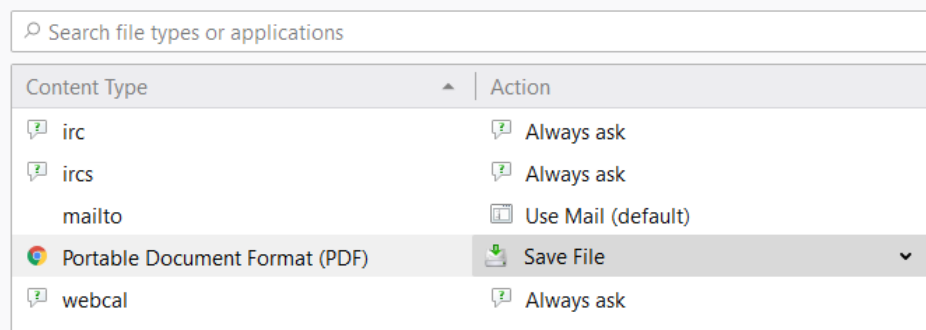 Search file types or applications
Content Type Action
irc Always ask
ircs Always ask
mailto Use Mail (default)
Portable Document Format (PDF) Save File
webcal Always ask